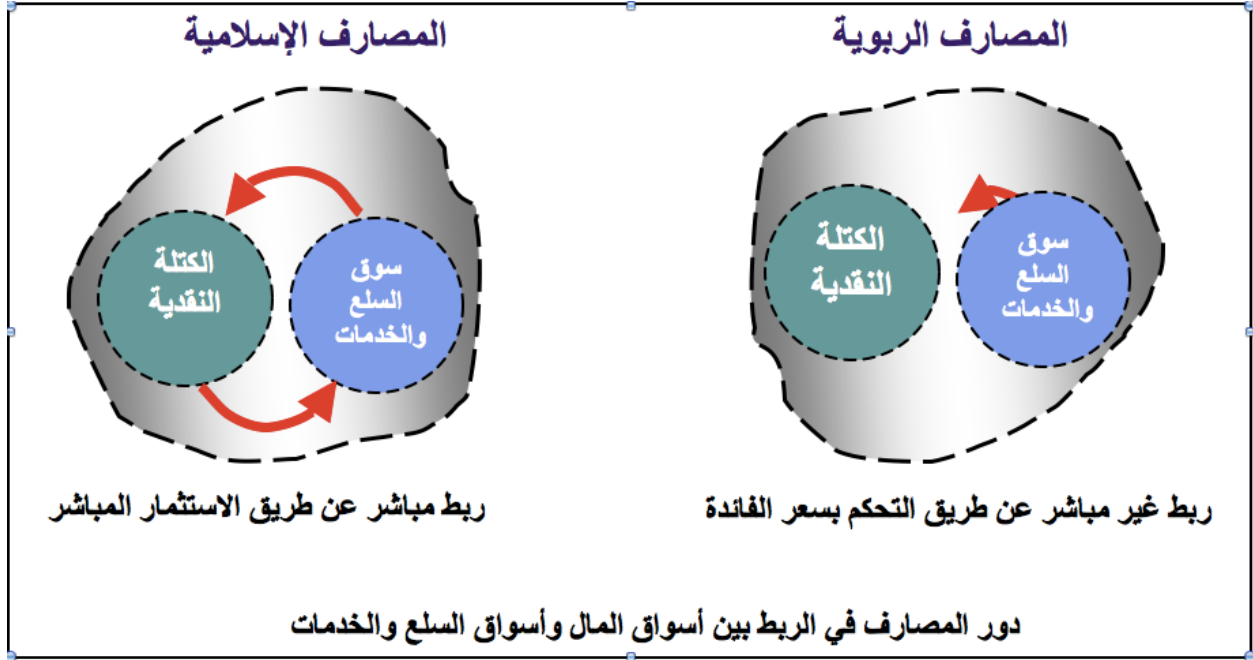 المصارف الربوية
المصارف الإسلامية
الكتلة
النقدية
سوق
السلع
والخدمات
الكتلة
النقدية
سوق
السلع
والخدمات
ربط غير مباشر عن طريق التحكم بسعر الفائدة
ربط مباشر عن طريق الاستثمار المباشر
دور المصارف في الربط بين أسواق المال وأسواق السلع والخدمات